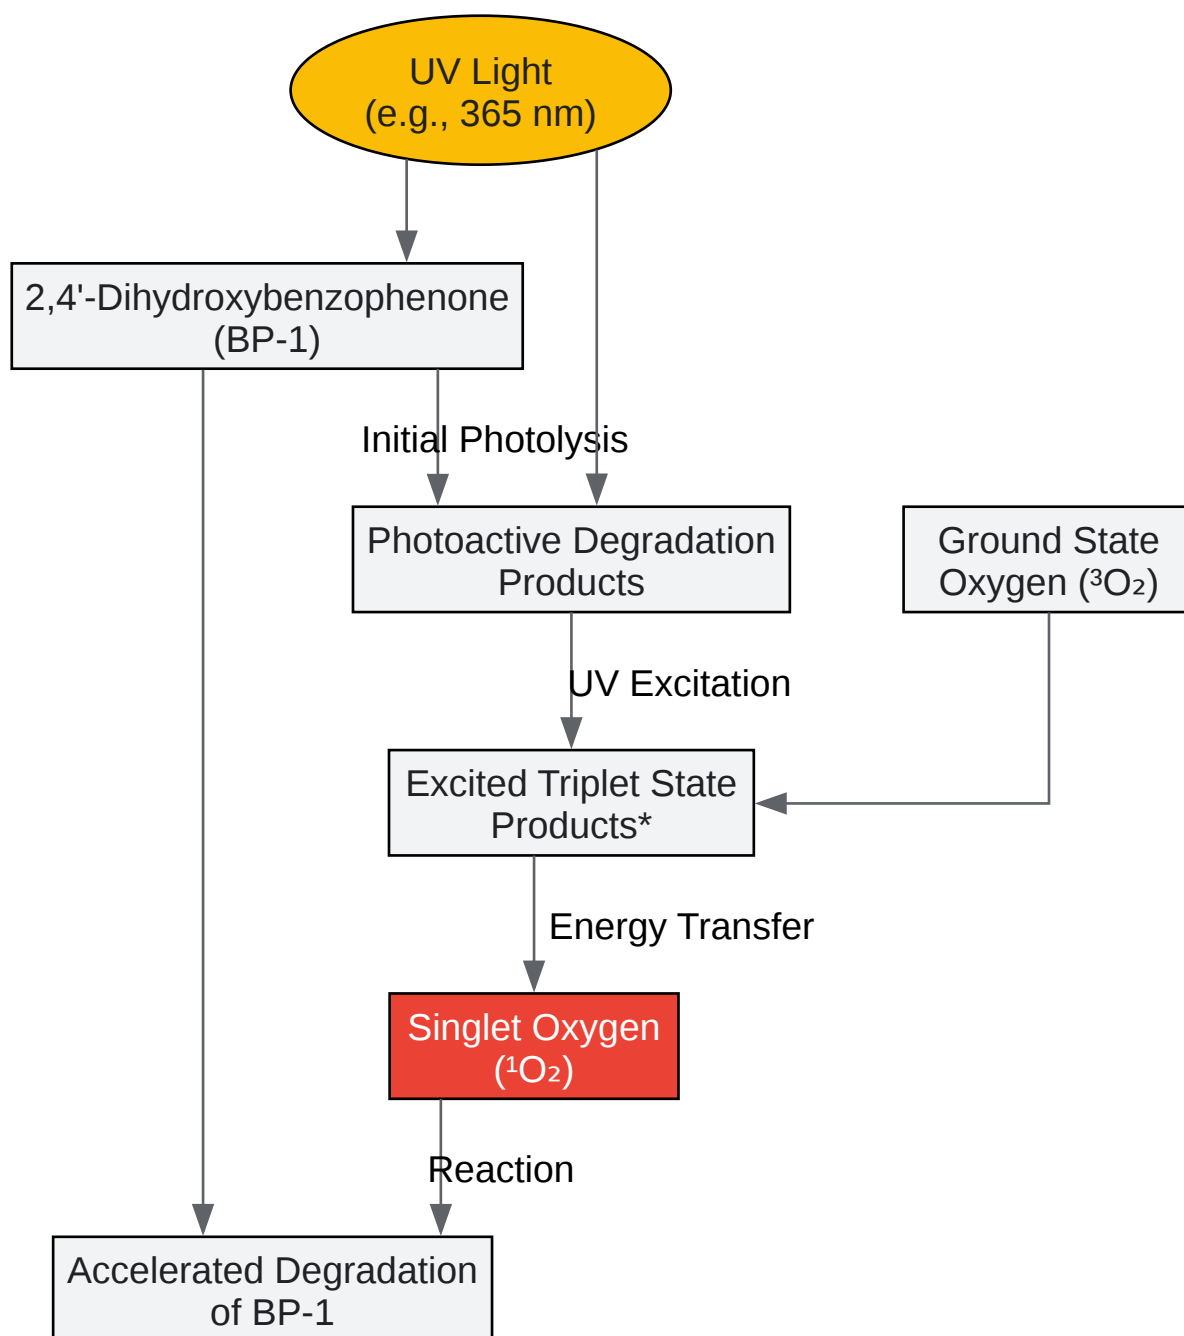 UV Light
(e.g., 365 nm)
2,4'-Dihydroxybenzophenone
(BP-1)
Initial Photolysis
Photoactive Degradation
Products
Ground State
Oxygen (³O₂)
UV Excitation
Excited Triplet State
Products*
Energy Transfer
Singlet Oxygen
(¹O₂)
Reaction
Accelerated Degradation
of BP-1